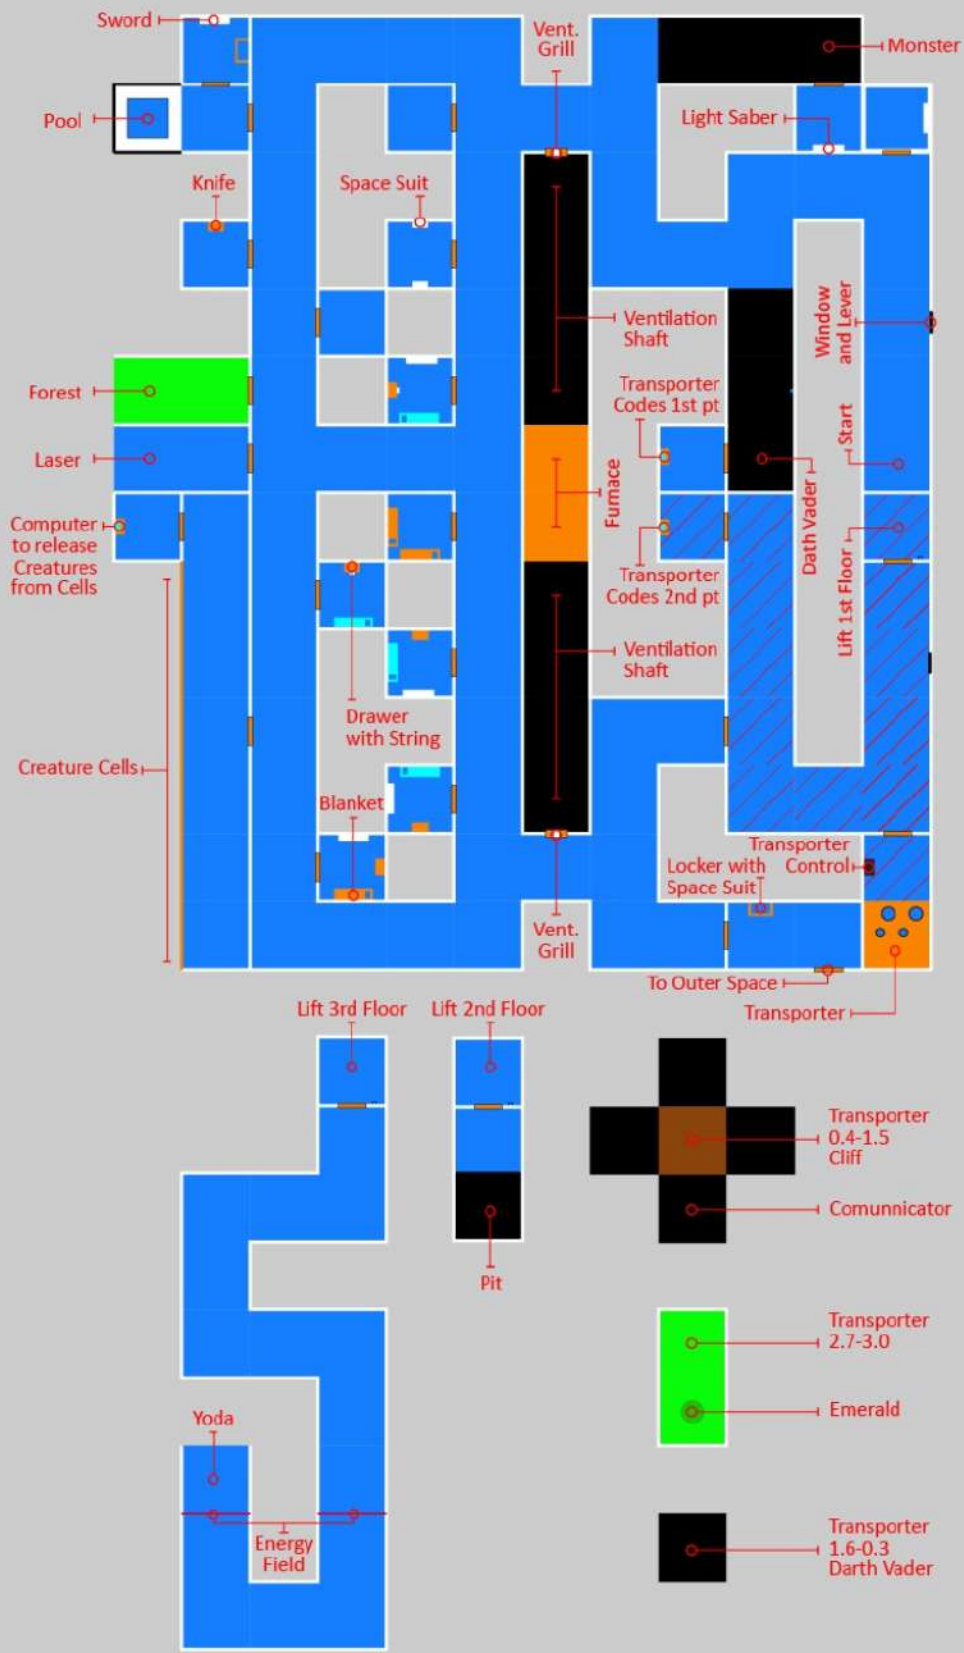 Sword
Vent.
Grill
Monster
Pool
Light Saber
Knife
Space Suit
Window
and Lever
Ventilation
Shaft
Forest
Transporter
Codes 1st pt
Start
Laser
Furnace
Dath Vader
Computer
to release
Creatures
from Cells
Lift 1st Floor
Transporter
Codes 2nd pt
Ventilation
Shaft
Drawer
with String
Creature Cells
Blanket
Transporter
Control
Locker with
Space Suit
Vent.
Grill
To Outer Space
Transporter
Lift 3rd Floor
Lift 2nd Floor
Transporter
0.4-1.5
Cliff
Comunnicator
Pit
Transporter
2.7-3.0
Emerald
Yoda
Energy
Field
Transporter
1.6-0.3
Darth Vader